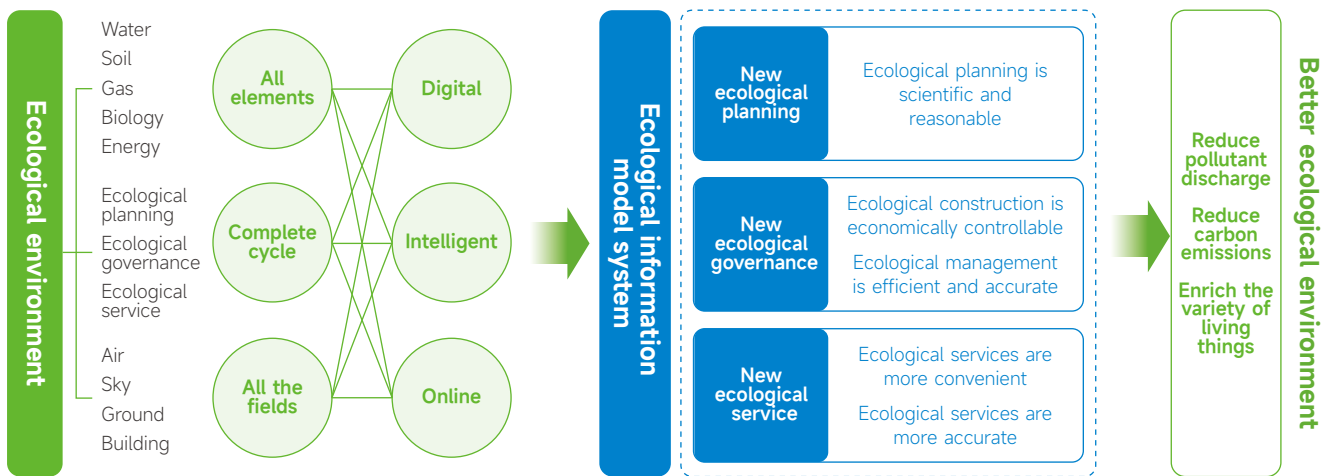 Ecological environment
Water
Soil
Gas
Biology
Energy
Ecological
planning
Ecological
governance
Ecological
service
Air
Sky
Ground
Building
All
elements
Complete
cycle
All the
fields
Digital
Intelligent
Online
Ecological information
model system
New
ecological
planning
Ecological planning is
scientific and
reasonable
New
ecological
governance
Ecological construction is
economically controllable
Ecological management
is efficient and accurate
New
ecological
service
Ecological services are
more convenient
Ecological services are
more accurate
Reduce
pollutant
discharge
Reduce
carbon
emissions
Enrich the
variety of
living
things
Better ecological environment